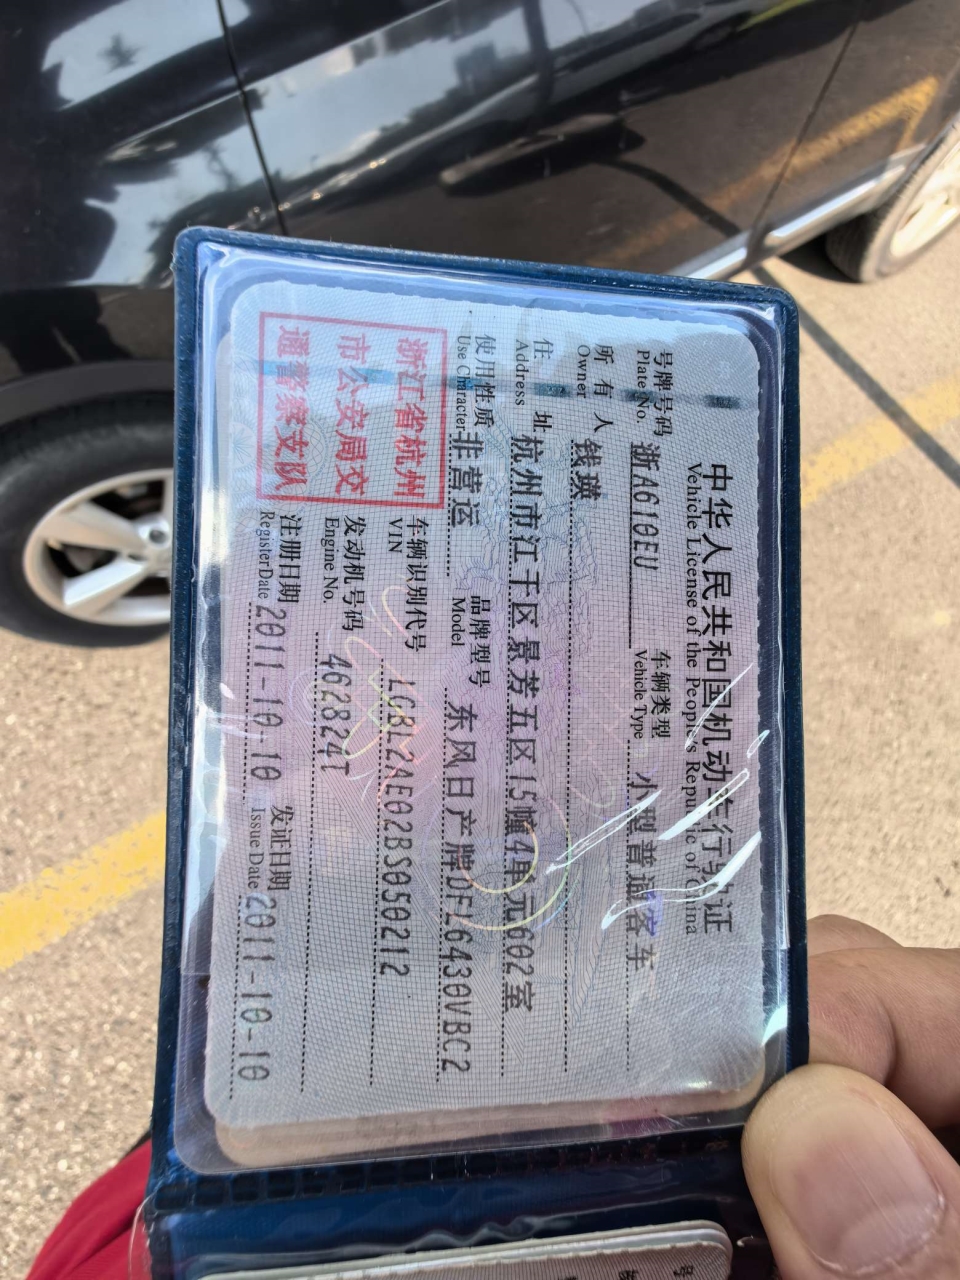 中华人民共和国机动车行驶证
Vehicle License of the People's Republic of China
号牌号码 浙A610EU 车辆类型 小型普通客车
Plate No. Vehicle Type
所有人 钱瑛
Owner
住址 杭州市江干区景芳五区15幢4单元602室
Address
使用性质 非营运 品牌型号 东风日产牌DFL6430VBC2
Use Character Model
浙江省杭州
市公安局交
通警察支队
车辆识别代号 LGBL2AE02BS050212
VIN
发动机号码 462824T
Engine No.
注册日期 2011-10-10 发证日期 2011-10-10
Register Date Issue Date
号